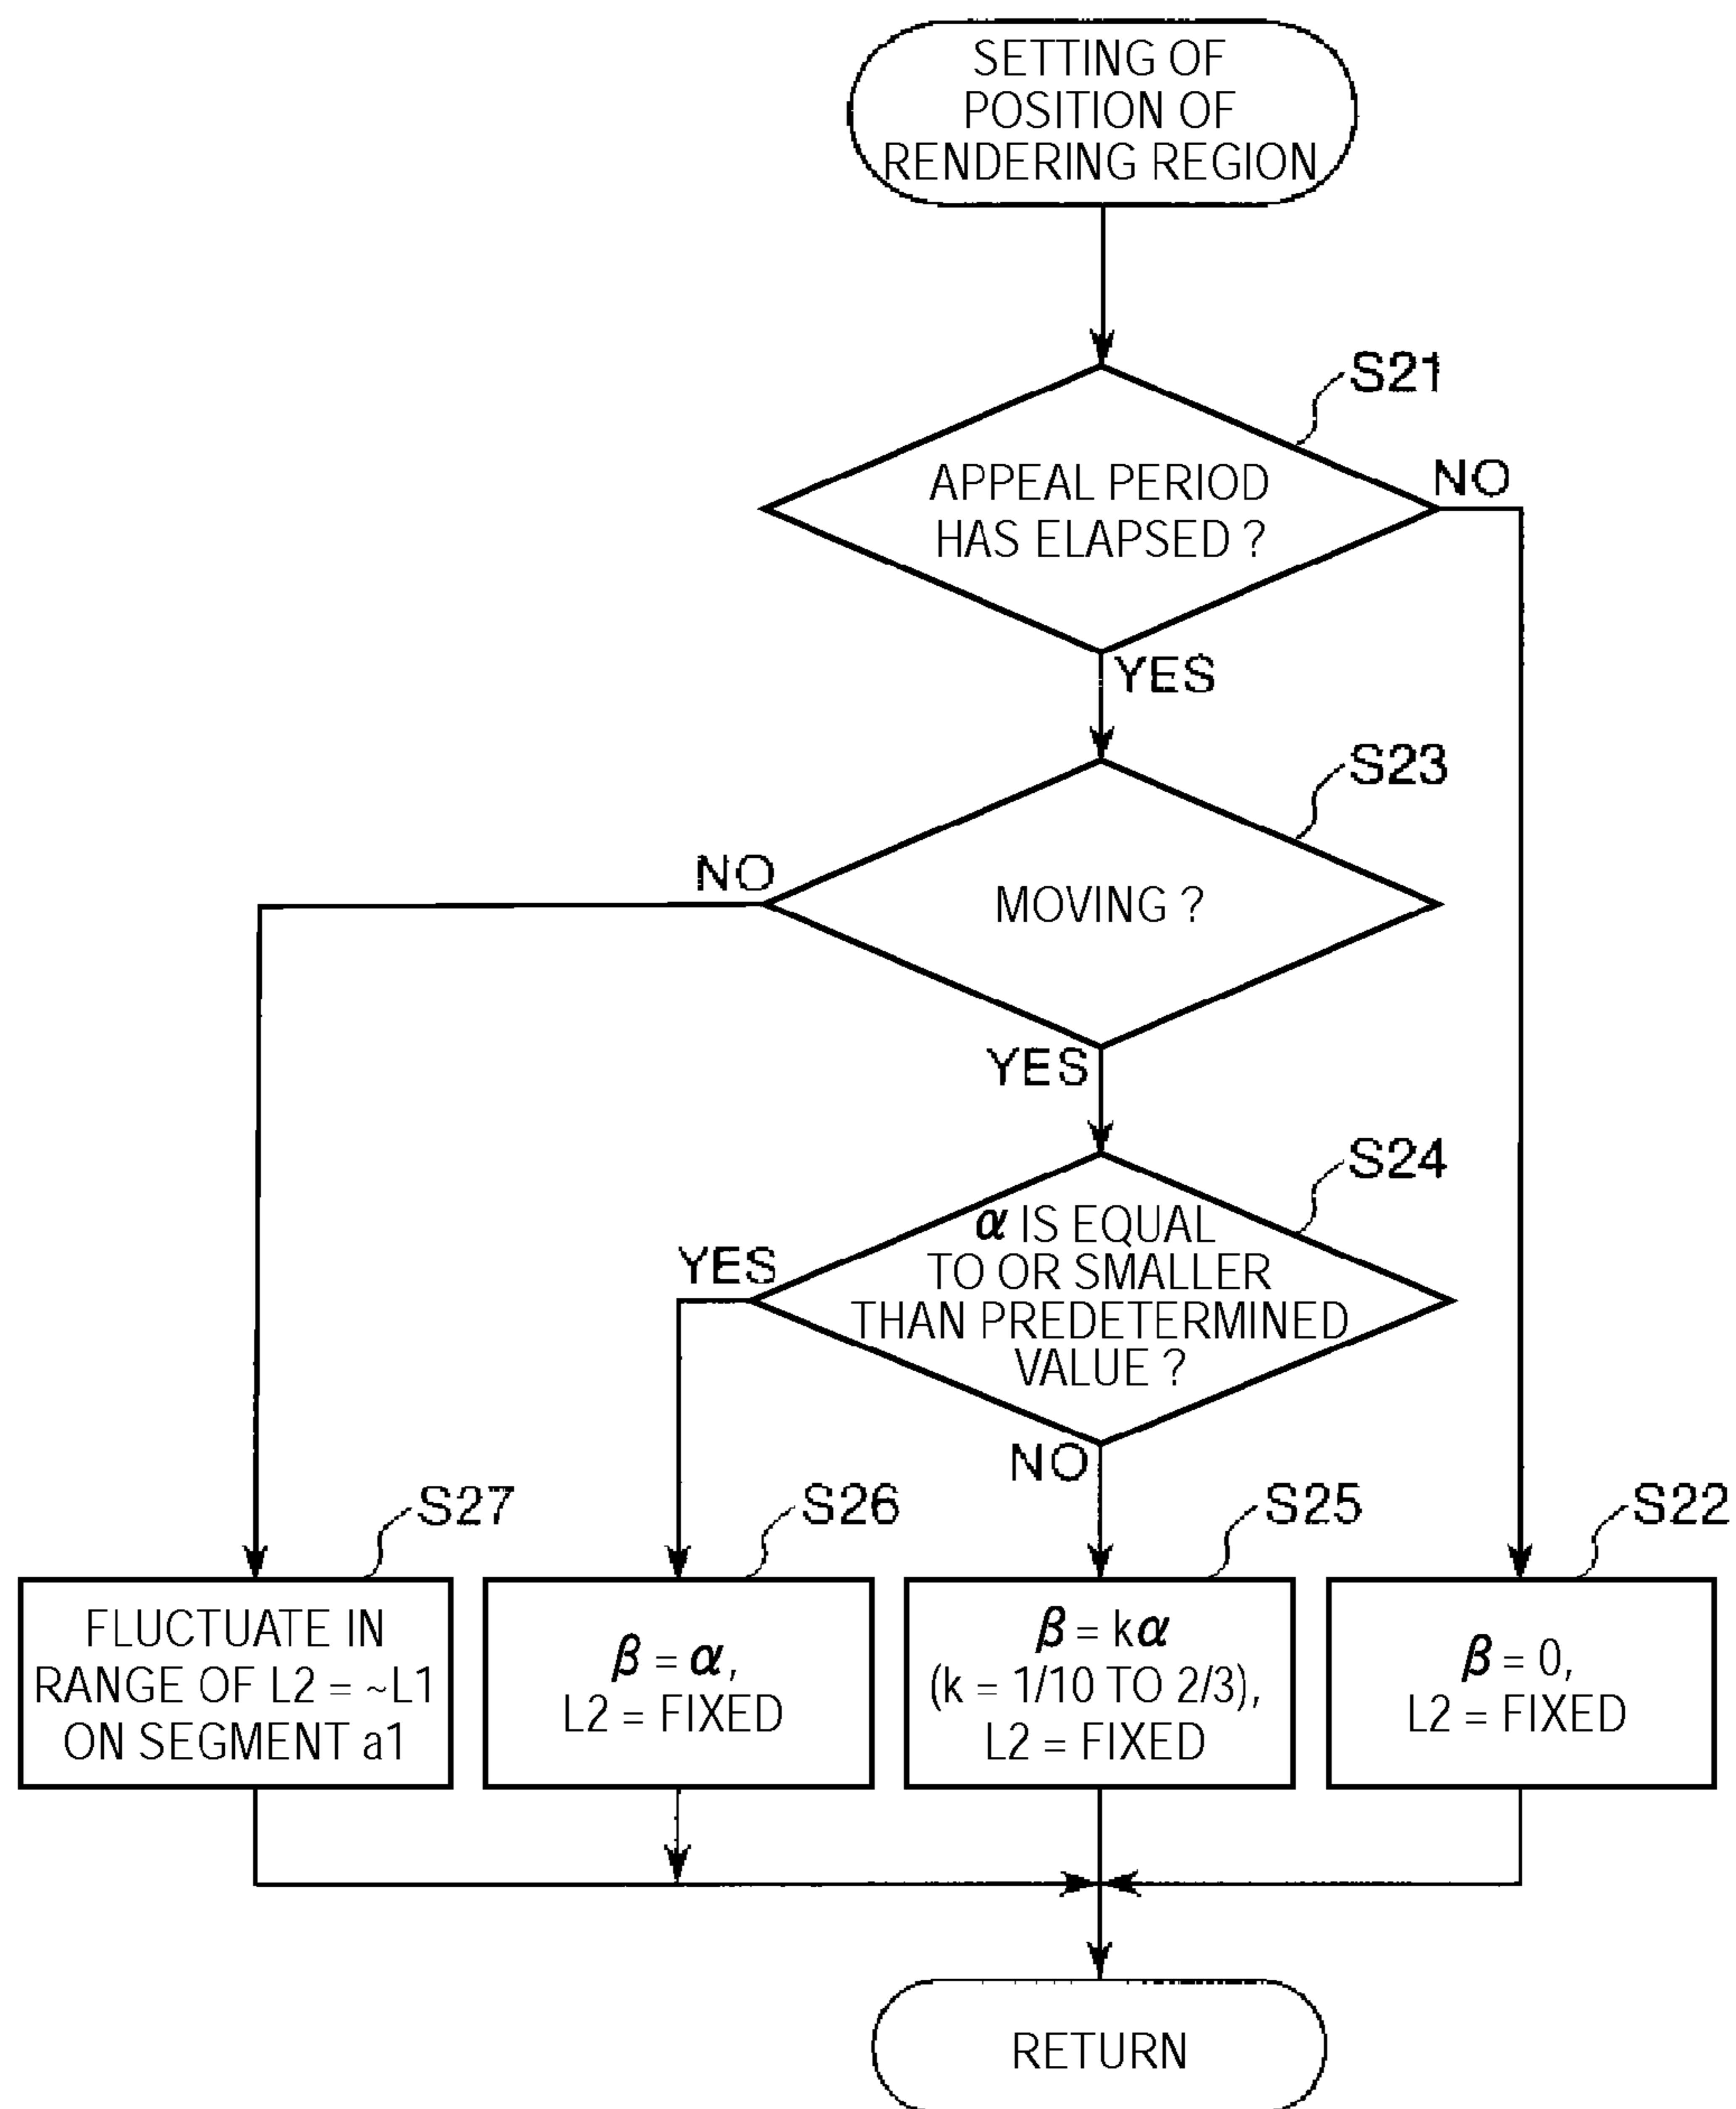 SETTING OF
POSITION OF
RENDERING REGION
S21
APPEAL PERIOD
HAS ELAPSED ?
NO
YES
S23
MOVING ?
NO
YES
S24
α IS EQUAL
TO OR SMALLER
THAN PREDETERMINED
VALUE ?
YES
NO
S27
FLUCTUATE IN
RANGE OF L2 = ~L1
ON SEGMENT a1
S26
β = α,
L2 = FIXED
S25
β = kα
(k = 1/10 TO 2/3),
L2 = FIXED
S22
β = 0,
L2 = FIXED
RETURN